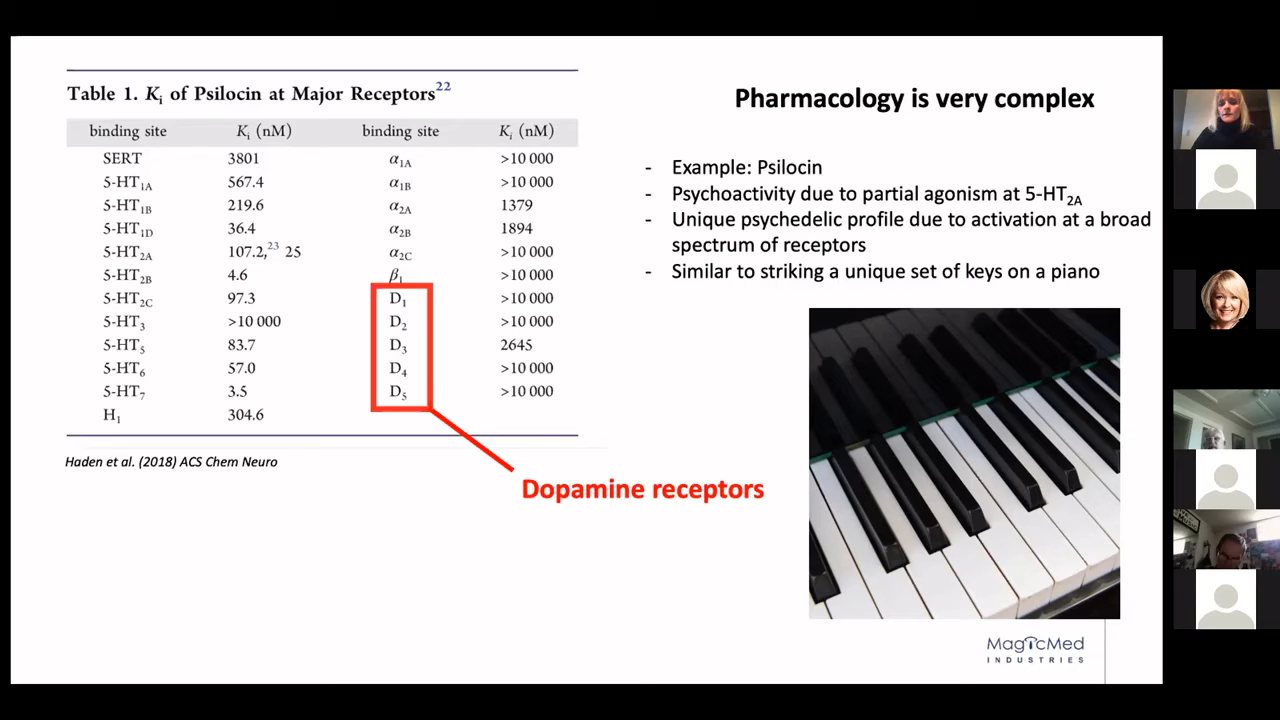 Table 1. Ki of Psilocin at Major Receptors22
binding site Ki (nM) binding site Ki (nM)
SERT 3801 α1A >10 000
5-HT1A 567.4 α1B >10 000
5-HT1B 219.6 α2A 1379
5-HT1D 36.4 α2B 1894
5-HT2A 107.2,23 25 α2C >10 000
5-HT2B 4.6 β1 >10 000
5-HT2C 97.3 D1 >10 000
5-HT3 >10 000 D2 >10 000
5-HT5 83.7 D3 2645
5-HT6 57.0 D4 >10 000
5-HT7 3.5 D5 >10 000
H1 304.6
Haden et al. (2018) ACS Chem Neuro
Dopamine receptors
Pharmacology is very complex
- Example: Psilocin
- Psychoactivity due to partial agonism at 5-HT2A
- Unique psychedelic profile due to activation at a broad
spectrum of receptors
- Similar to striking a unique set of keys on a piano
MagicMed
INDUSTRIES